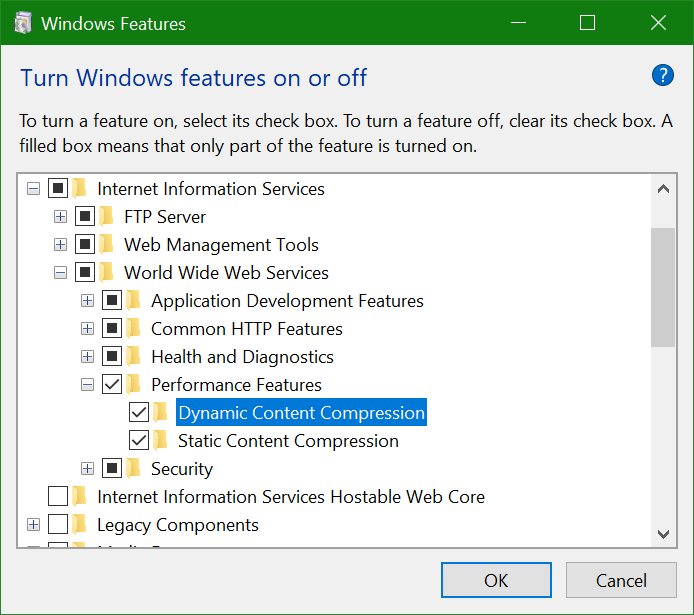 Windows Features
Turn Windows features on or off
?
To turn a feature on, select its check box. To turn a feature off, clear its check box. A
filled box means that only part of the feature is turned on.
Internet Information Services
FTP Server
Web Management Tools
World Wide Web Services
Application Development Features
Common HTTP Features
Health and Diagnostics
Performance Features
Dynamic Content Compression
Static Content Compression
Security
Internet Information Services Hostable Web Core
Legacy Components
OK
Cancel